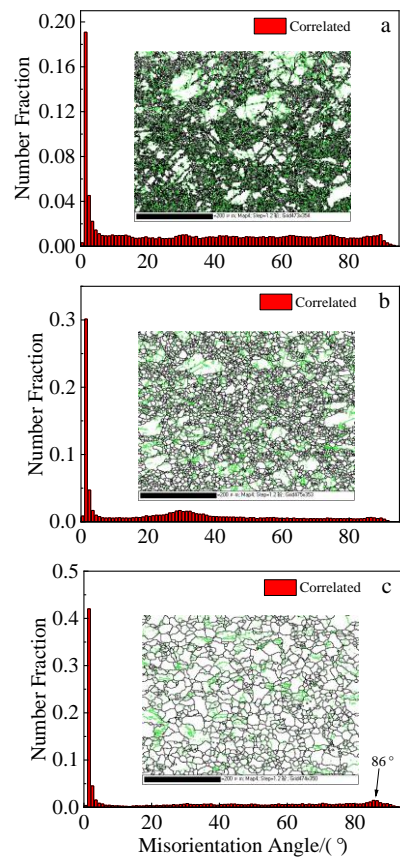 Correlated
a
0.20
0.16
0.12
0.08
0.04
0.00
Number Fraction
0 20 40 60 80
Correlated
b
0.3
0.2
0.1
0.0
Number Fraction
0 20 40 60 80
Correlated
c
0.5
0.4
0.3
0.2
0.1
0.0
Number Fraction
86°
0 20 40 60 80
Misorientation Angle/(°)